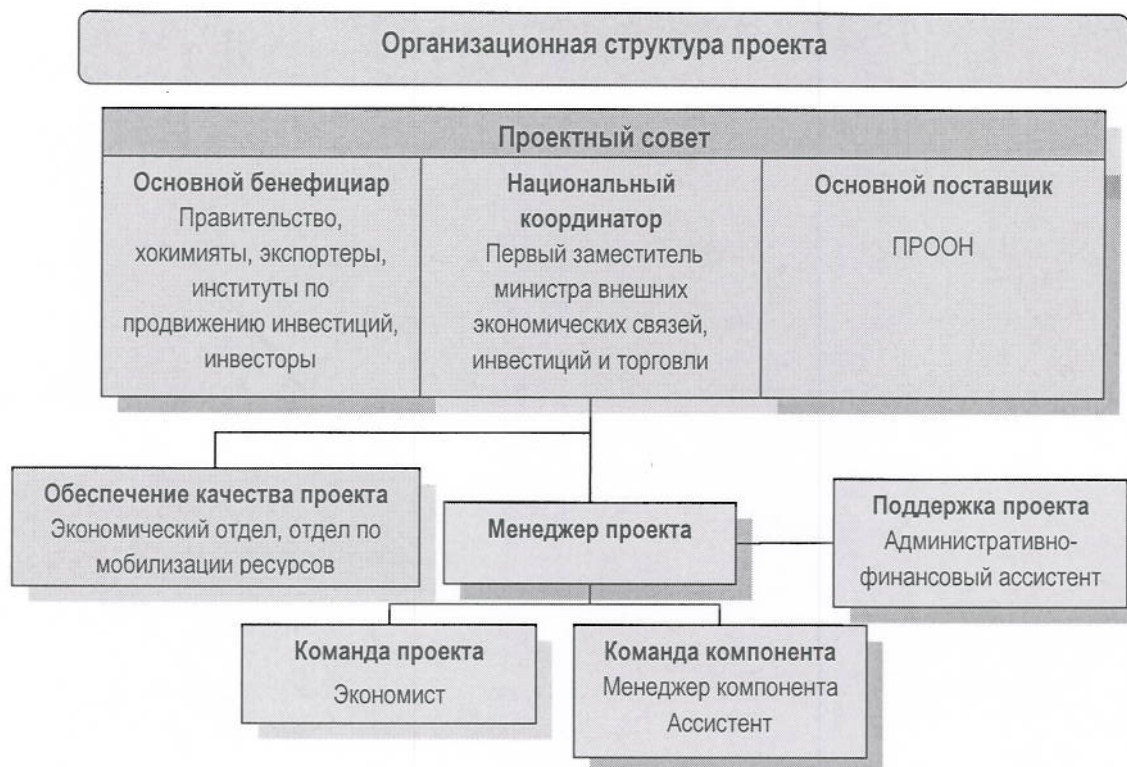 Организационная структура проекта
Проектный совет
Основной бенефициар
Правительство,
хокимияты, экспортеры,
институты по
продвижению инвестиций,
инвесторы
Национальный
координатор
Первый заместитель
министра внешних
экономических связей,
инвестиций и торговли
Основной поставщик
ПРООН
Обеспечение качества проекта
Экономический отдел, отдел по
мобилизации ресурсов
Менеджер проекта
Поддержка проекта
Административно-
финансовый ассистент
Команда проекта
Экономист
Команда компонента
Менеджер компонента
Ассистент